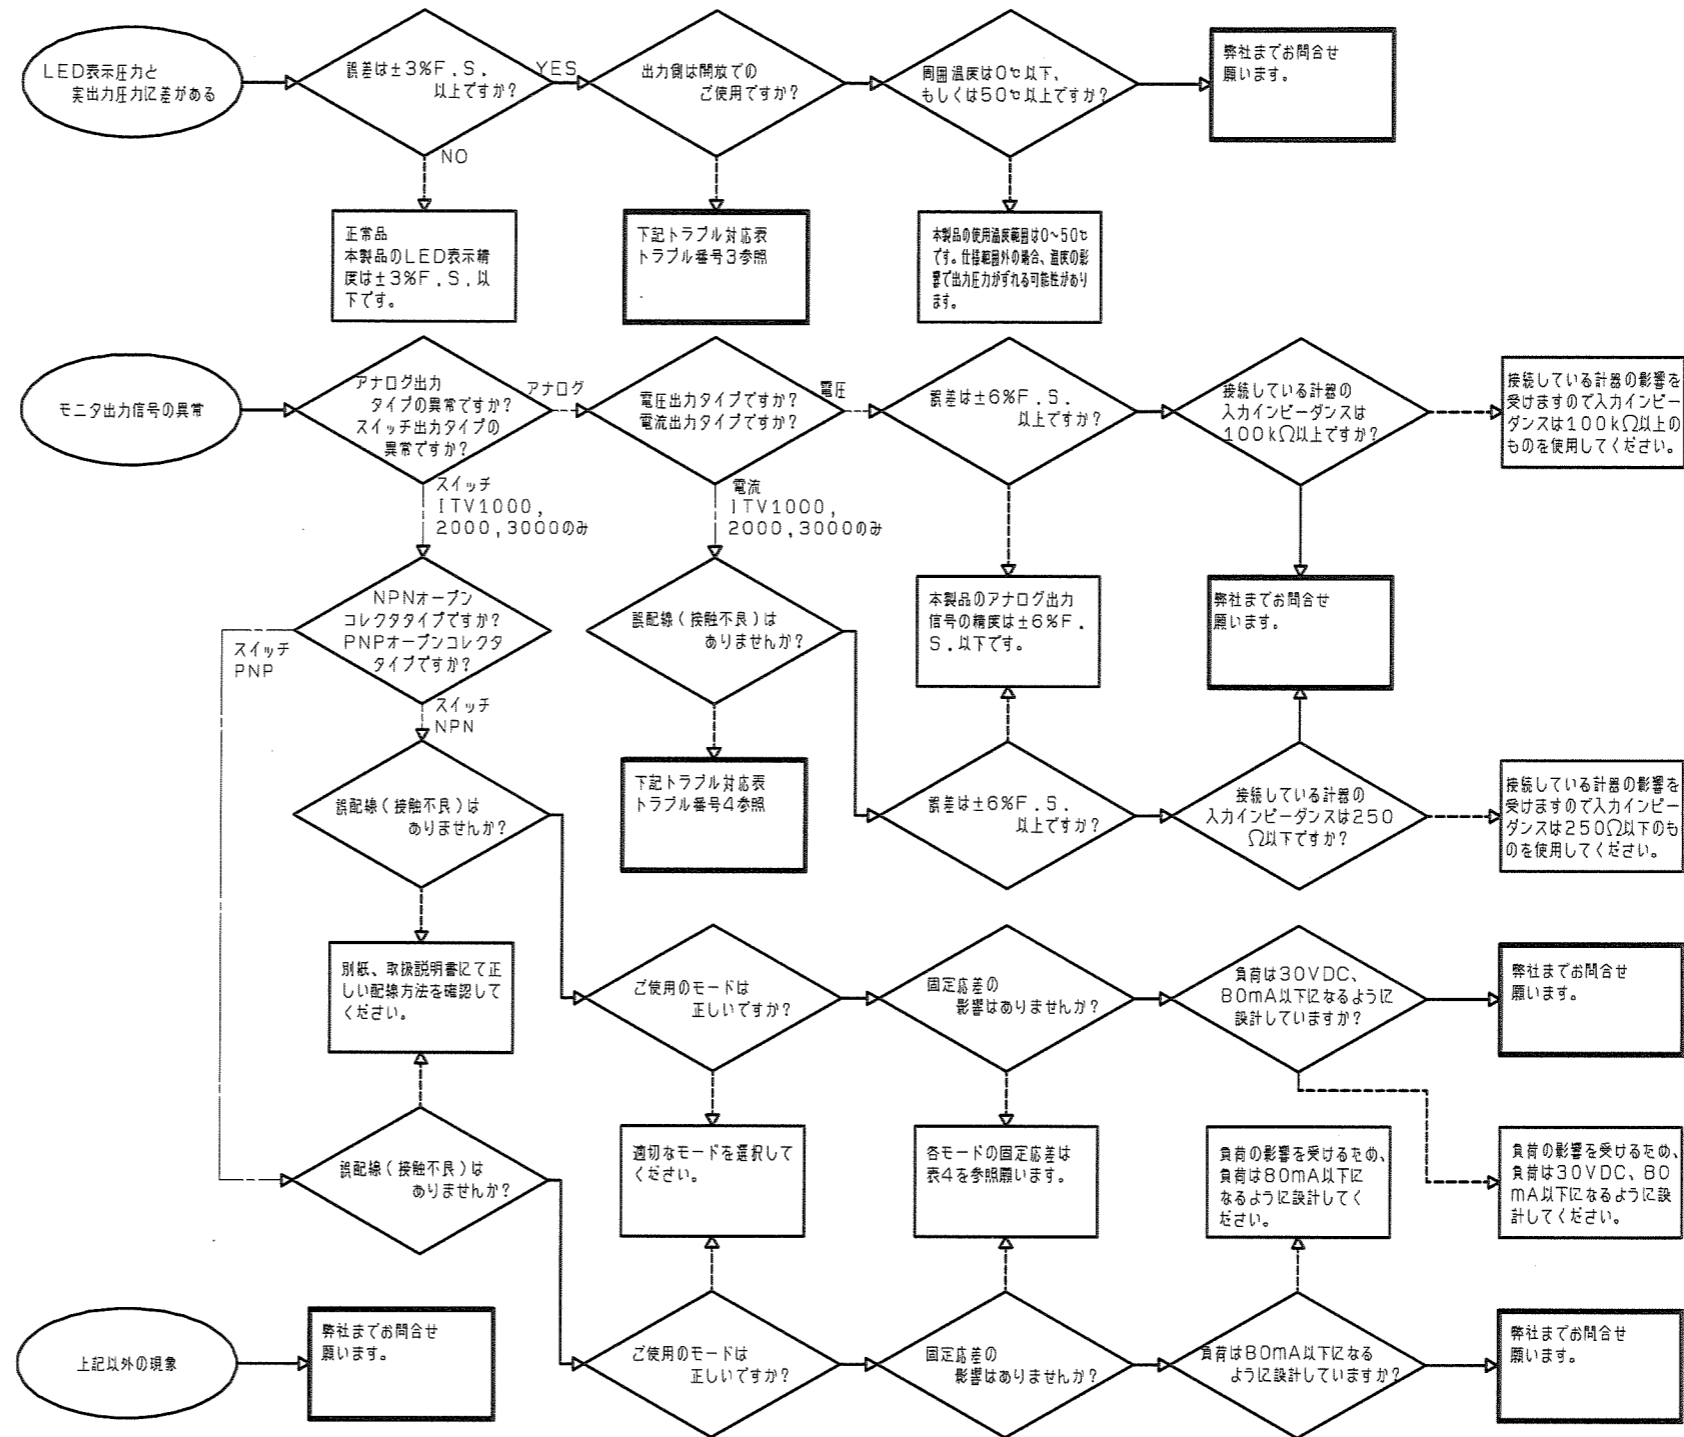 LED表示圧力と
実出力圧力に差がある
誤差は±3%F.S.
以上ですか?
YES
NO
出力側は開放での
ご使用ですか?
周囲温度は0℃以下、
もしくは50℃以上ですか?
弊社までお問合せ
願います。
正常品
本製品のLED表示精
度は±3%F.S.以
下です。
下記トラブル対応表
トラブル番号3参照
本製品の使用温度範囲は0~50℃
です。仕様範囲外の場合、温度の影
響で出力圧力がずれる可能性があり
ます。
モニタ出力信号の異常
アナログ出力
タイプの異常ですか?
スイッチ出力タイプの
異常ですか?
アナログ
スイッチ
ITV1000,
2000,3000のみ
電圧出力タイプですか?
電流出力タイプですか?
電圧
電流
ITV1000,
2000,3000のみ
誤差は±6%F.S.
以上ですか?
接続している計器の
入力インピーダンスは
100kΩ以上ですか?
接続している計器の影響を
受けますので入力インピー
ダンスは100kΩ以上の
ものを使用してください。
NPNオープン
コレクタタイプですか?
PNPオープンコレクタ
タイプですか?
スイッチ
PNP
スイッチ
NPN
誤配線(接触不良)は
ありませんか?
本製品のアナログ出力
信号の精度は±6%F.
S.以下です。
弊社までお問合せ
願います。
誤配線(接触不良)は
ありませんか?
下記トラブル対応表
トラブル番号4参照
誤差は±6%F.S.
以上ですか?
接続している計器の
入力インピーダンスは250
Ω以下ですか?
接続している計器の影響を
受けますので入力インピー
ダンスは250Ω以下のも
のを使用してください。
別紙、取扱説明書にて正
しい配線方法を確認して
ください。
ご使用のモードは
正しいですか?
固定応差の
影響はありませんか?
負荷は30VDC、
80mA以下になるように
設計していますか?
弊社までお問合せ
願います。
誤配線(接触不良)は
ありませんか?
適切なモードを選択して
ください。
各モードの固定応差は
表4を参照願います。
負荷の影響を受けるため、
負荷は80mA以下に
なるように設計してく
ださい。
負荷の影響を受けるため、
負荷は30VDC、80
mA以下になるように設
計してください。
上記以外の現象
弊社までお問合せ
願います。
ご使用のモードは
正しいですか?
固定応差の
影響はありませんか?
負荷は80mA以下になる
ように設計していますか?
弊社までお問合せ
願います。